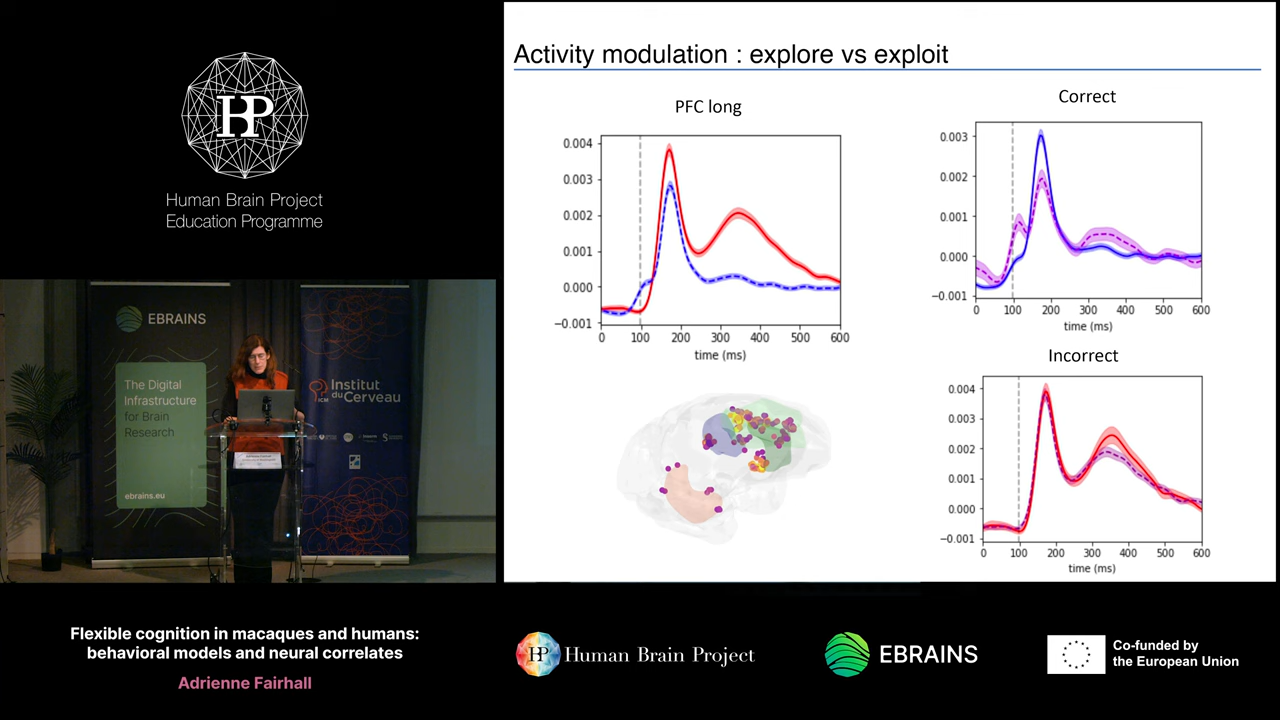 HP
Human Brain Project
Education Programme
EBRAINS
The Digital
Infrastructure
for Brain
Research
ebrains.eu
ICM
Institut
du Cerveau
Activity modulation : explore vs exploit
PFC long
0.004
0.003
0.002
0.001
0.000
−0.001
0 100 200 300 400 500 600
time (ms)
Correct
0.003
0.002
0.001
0.000
−0.001
0 100 200 300 400 500 600
time (ms)
Incorrect
0.004
0.003
0.002
0.001
0.000
−0.001
0 100 200 300 400 500 600
time (ms)
Flexible cognition in macaques and humans:
behavioral models and neural correlates
Adrienne Fairhall
HP Human Brain Project
EBRAINS
Co-funded by
the European Union